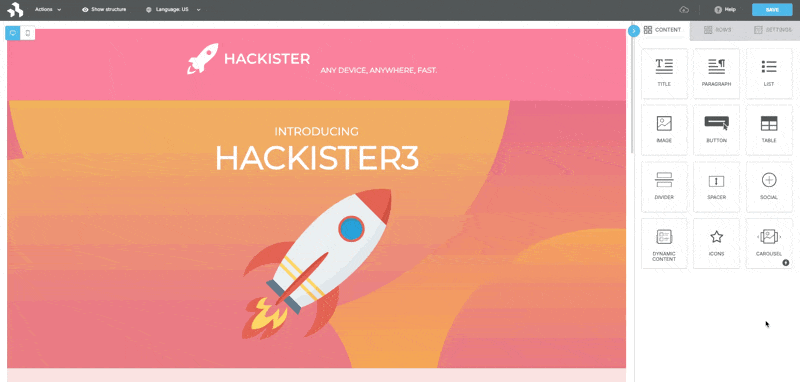 Actions
Show structure
Language: US
Help
SAVE
CONTENT
ROWS
SETTINGS
HACKISTER
ANY DEVICE, ANYWHERE, FAST.
INTRODUCING
HACKISTER3
TITLE
PARAGRAPH
LIST
IMAGE
BUTTON
TABLE
DIVIDER
SPACER
SOCIAL
DYNAMIC
CONTENT
ICONS
CAROUSEL